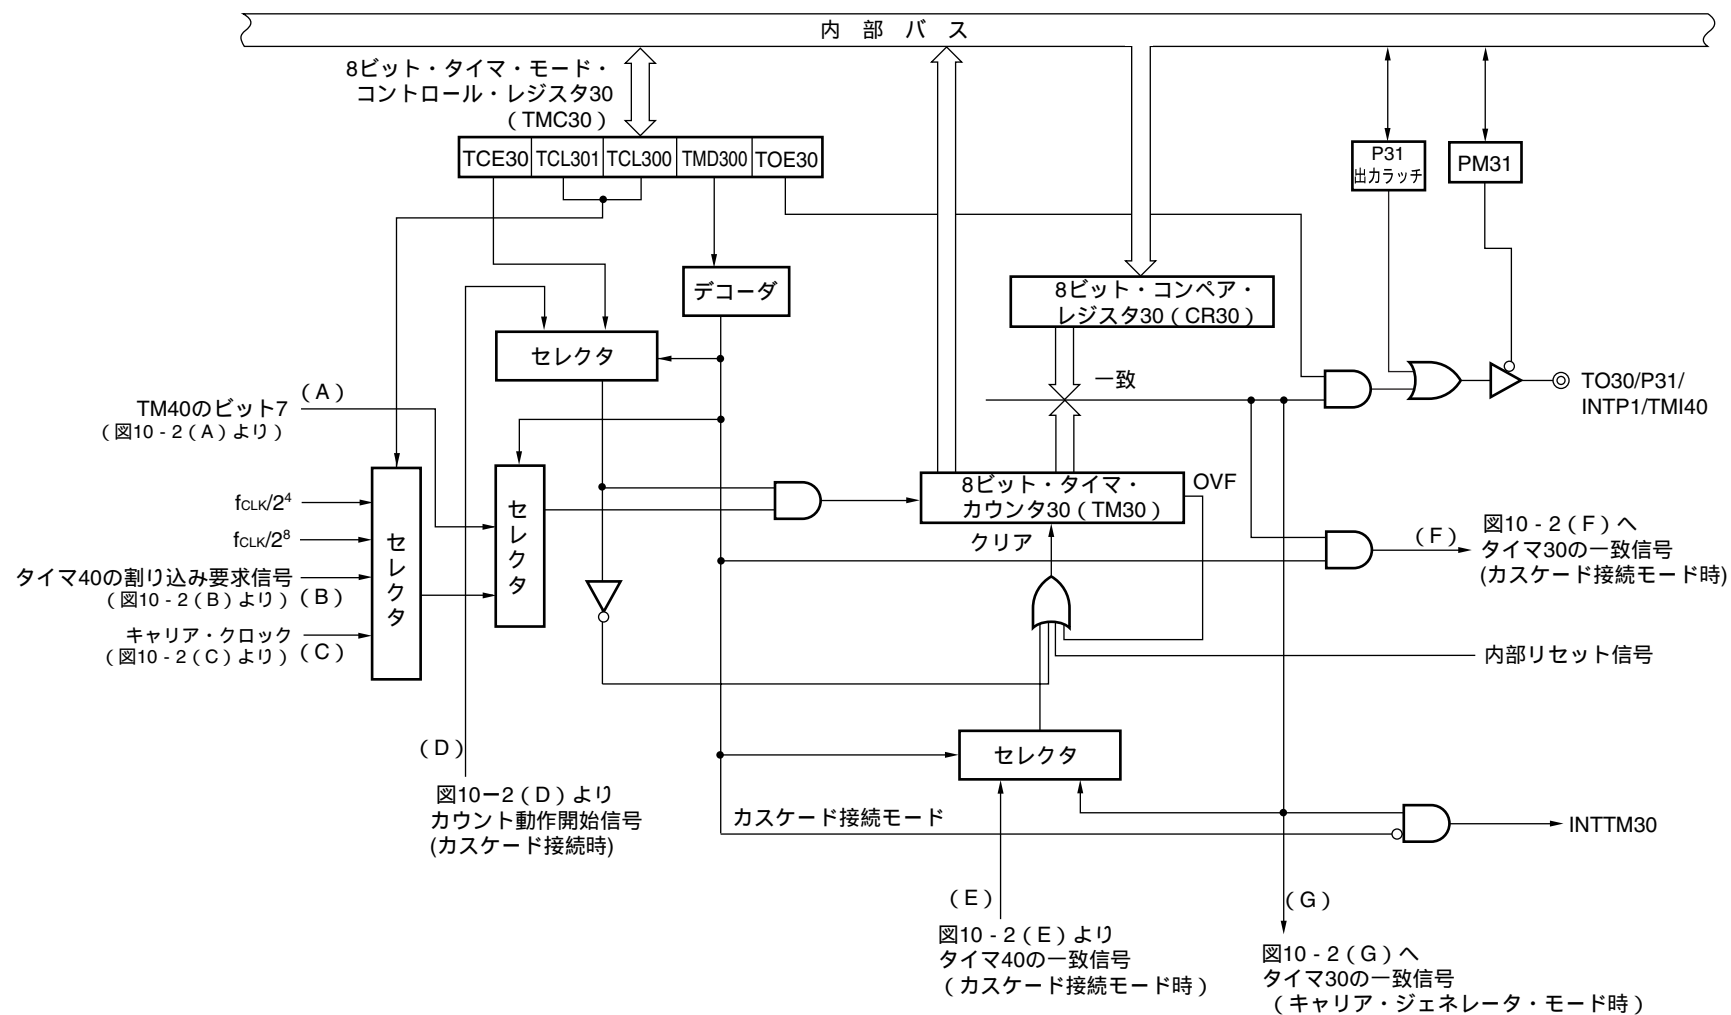 内 部 バ ス
8ビット・タイマ・モード・
コントロール・レジスタ30
（TMC30）
TCE30 TCL301 TCL300 TMD300 TOE30
P31
出力ラッチ
PM31
デコーダ
8ビット・コンペア・
レジスタ30（CR30）
セレクタ
一致
TO30/P31/
INTP1/TMI40
（A）
TM40のビット7
（図10 - 2（A）より）
8ビット・タイマ・
カウンタ30（TM30）
OVF
クリア
セレクタ
セレクタ
fCLK/2⁴
fCLK/2⁸
タイマ40の割り込み要求信号
（図10 - 2（B）より）（B）
キャリア・クロック
（図10 - 2（C）より）（C）
（F）
図10 - 2（F）へ
タイマ30の一致信号
(カスケード接続モード時)
内部リセット信号
（D）
図10ー2（D）より
カウント動作開始信号
(カスケード接続時)
セレクタ
カスケード接続モード
INTTM30
（E）
図10 - 2（E）より
タイマ40の一致信号
（カスケード接続モード時）
（G）
図10 - 2（G）へ
タイマ30の一致信号
（キャリア・ジェネレータ・モード時）